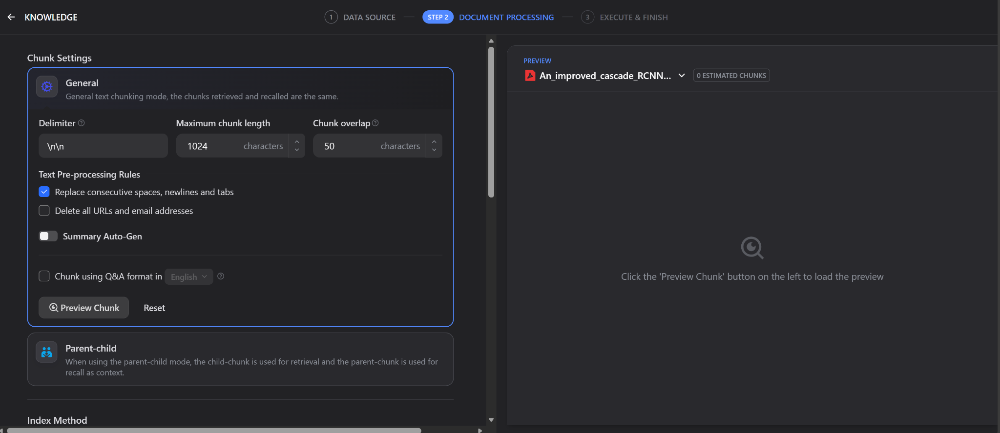 KNOWLEDGE
1 DATA SOURCE
STEP 2 DOCUMENT PROCESSING
3 EXECUTE & FINISH
Chunk Settings
General
General text chunking mode, the chunks retrieved and recalled are the same.
Delimiter
Maximum chunk length
Chunk overlap
\n\n
1024 characters
50 characters
Text Pre-processing Rules
Replace consecutive spaces, newlines and tabs
Delete all URLs and email addresses
Summary Auto-Gen
Chunk using Q&A format in English
Preview Chunk
Reset
Parent-child
When using the parent-child mode, the child-chunk is used for retrieval and the parent-chunk is used for
recall as context.
Index Method
PREVIEW
An_improved_cascade_RCNN...
0 ESTIMATED CHUNKS
Click the 'Preview Chunk' button on the left to load the preview